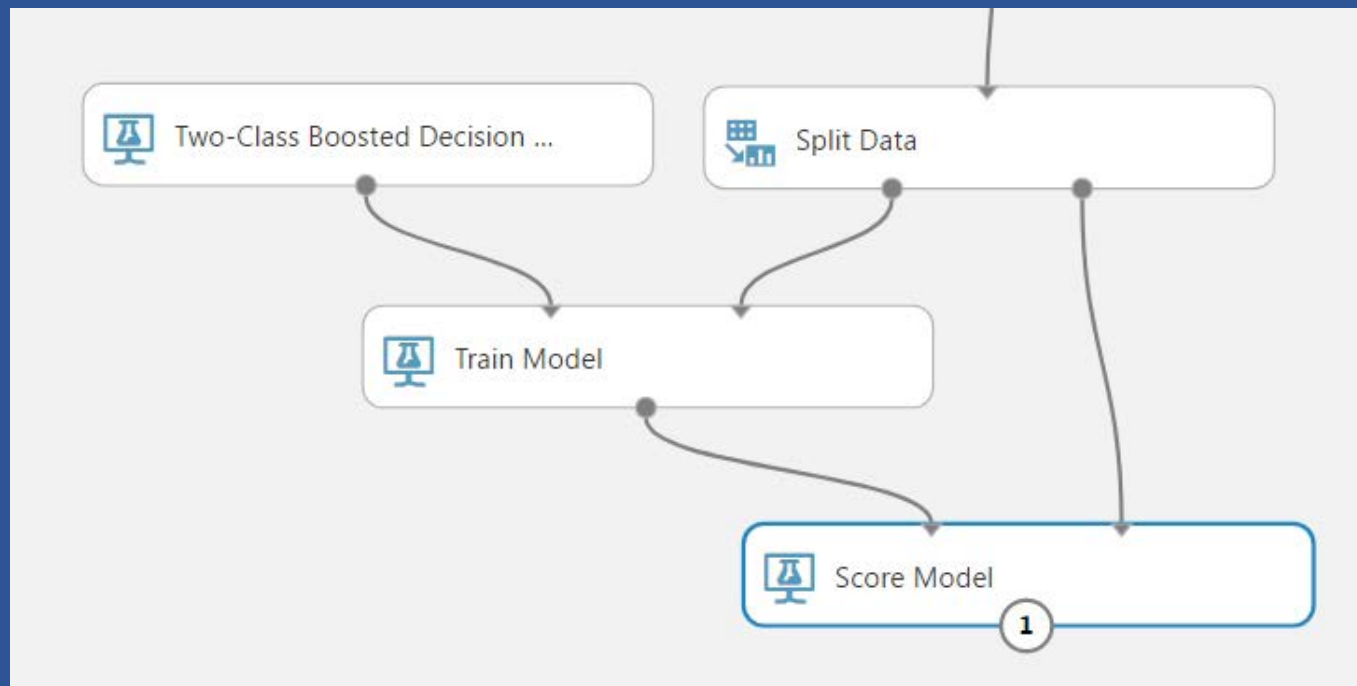 Two-Class Boosted Decision ...
Split Data
Train Model
Score Model
1